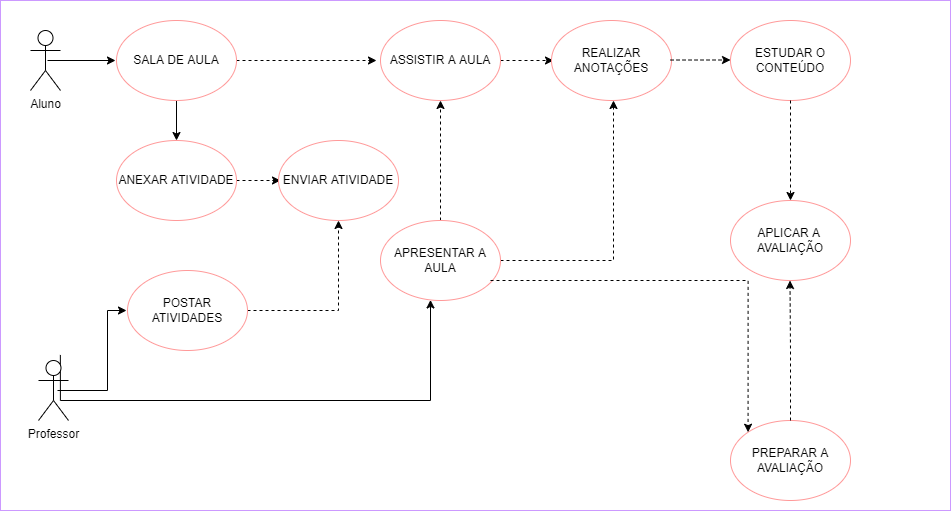 Aluno
SALA DE AULA
ASSISTIR A AULA
REALIZAR
ANOTAÇÕES
ESTUDAR O
CONTEÚDO
ANEXAR ATIVIDADE
ENVIAR ATIVIDADE
APRESENTAR A
AULA
APLICAR A
AVALIAÇÃO
POSTAR
ATIVIDADES
Professor
PREPARAR A
AVALIAÇÃO